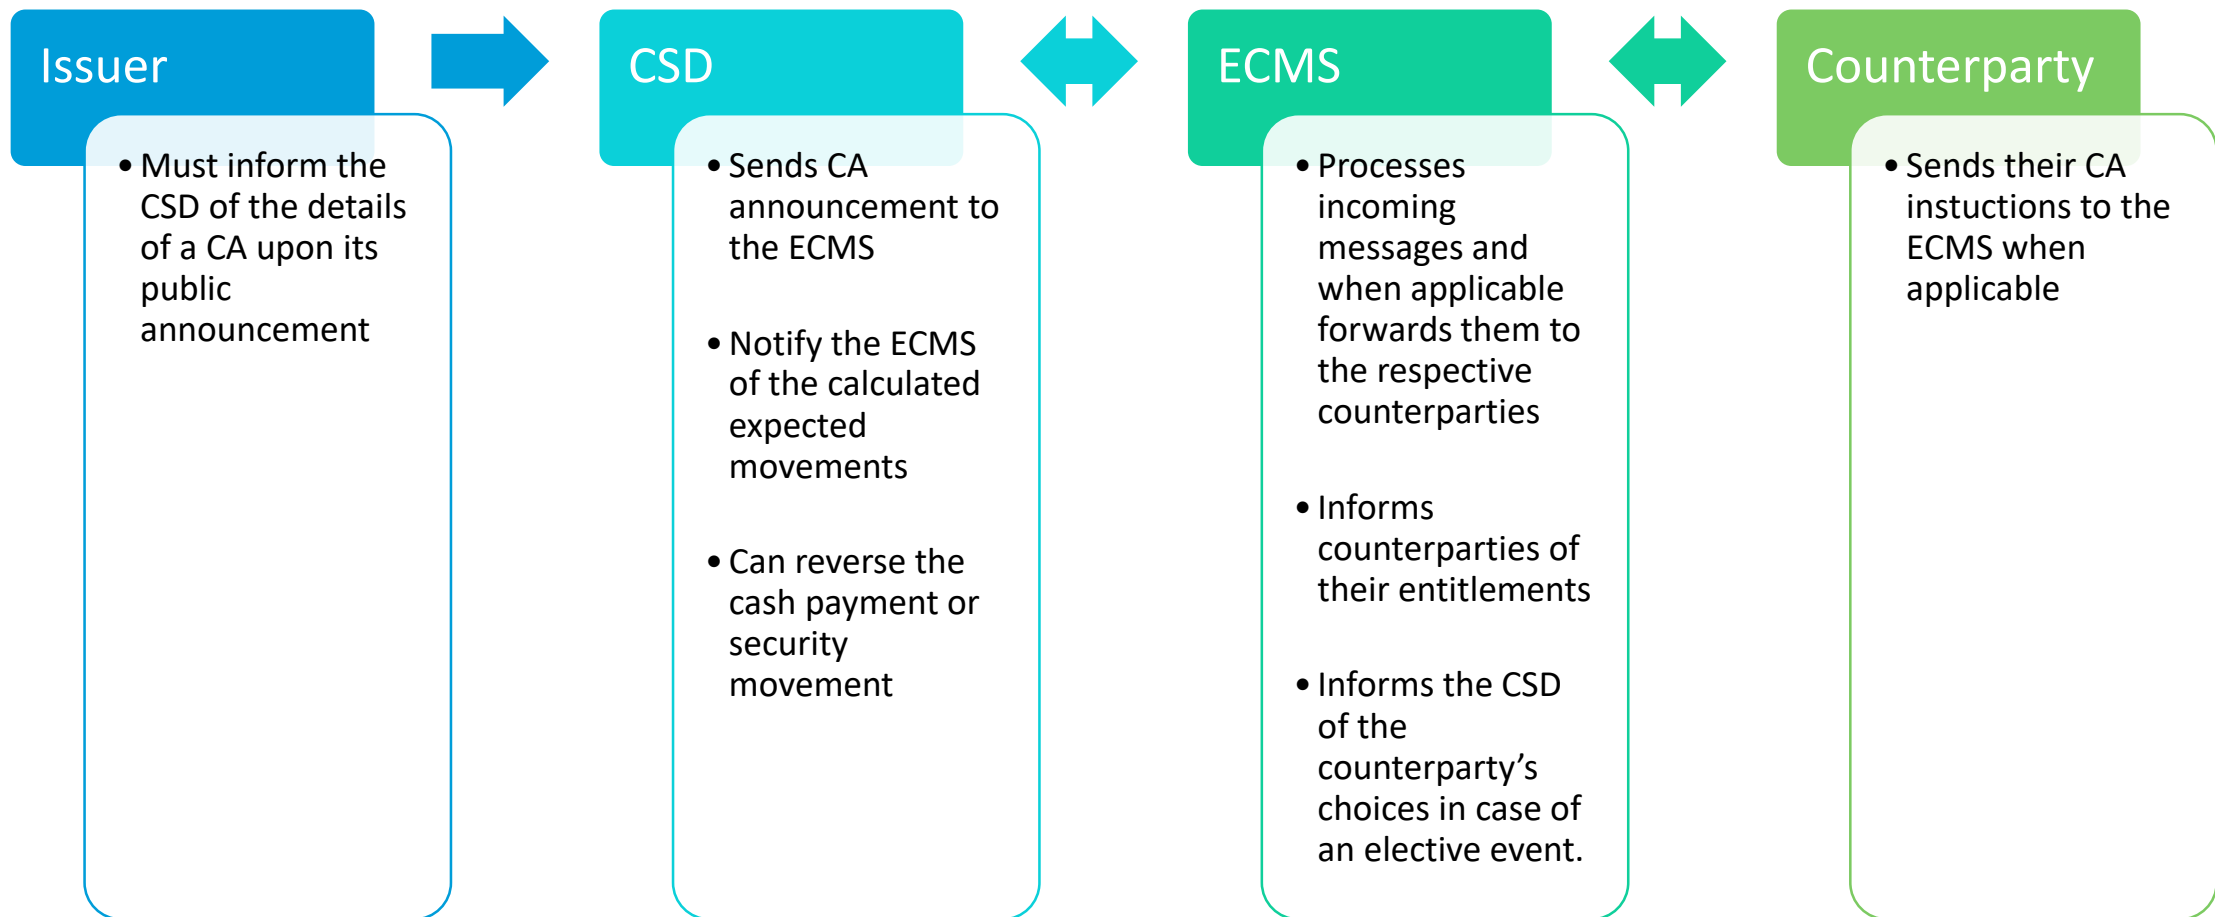 Issuer
• Must inform the
CSD of the details
of a CA upon its
public
announcement
CSD
• Sends CA
announcement to
the ECMS
• Notify the ECMS
of the calculated
expected
movements
• Can reverse the
cash payment or
security
movement
ECMS
• Processes
incoming
messages and
when applicable
forwards them to
the respective
counterparties
• Informs
counterparties of
their entitlements
• Informs the CSD
of the
counterparty’s
choices in case of
an elective event.
Counterparty
• Sends their CA
instuctions to the
ECMS when
applicable